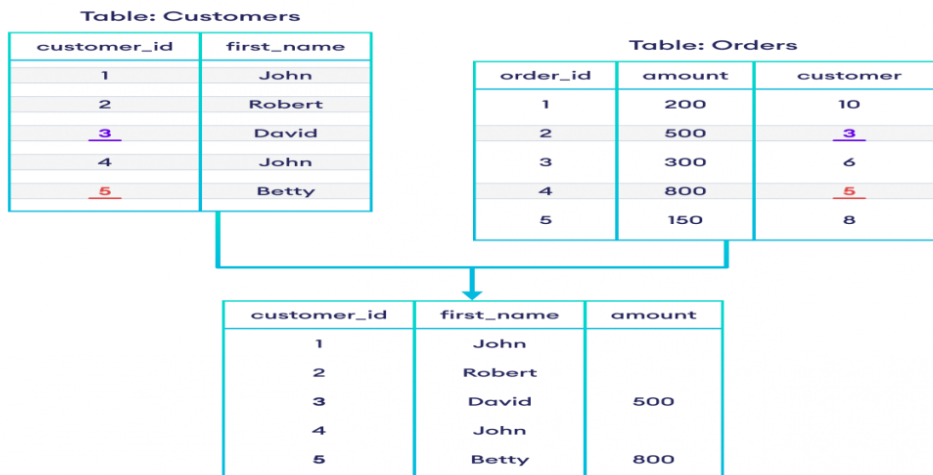 Table: Customers
customer_id first_name
1 John
2 Robert
3 David
4 John
5 Betty
Table: Orders
order_id amount customer
1 200 10
2 500 3
3 300 6
4 800 5
5 150 8
customer_id first_name amount
1 John
2 Robert
3 David 500
4 John
5 Betty 800